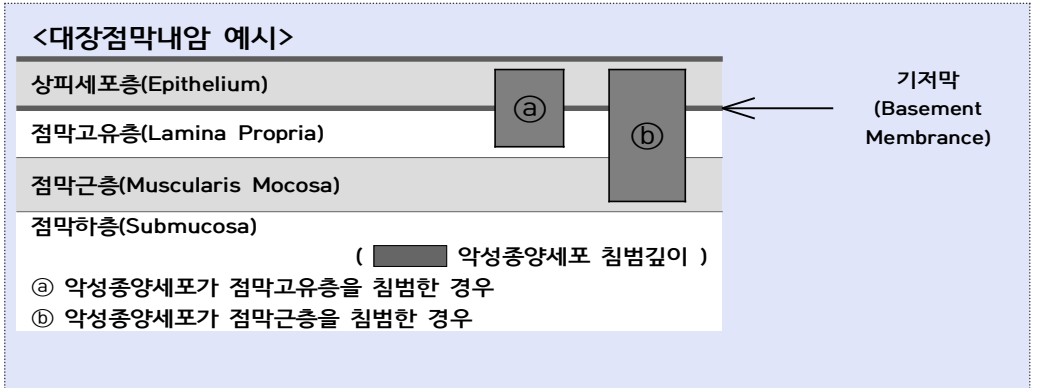 <대장점막내암 예시>
상피세포층(Epithelium)
ⓐ
기저막
(Basement
Membrance)
점막고유층(Lamina Propria)
ⓑ
점막근층(Muscularis Mocosa)
점막하층(Submucosa)
( 악성종양세포 침범깊이 )
ⓐ 악성종양세포가 점막고유층을 침범한 경우
ⓑ 악성종양세포가 점막근층을 침범한 경우